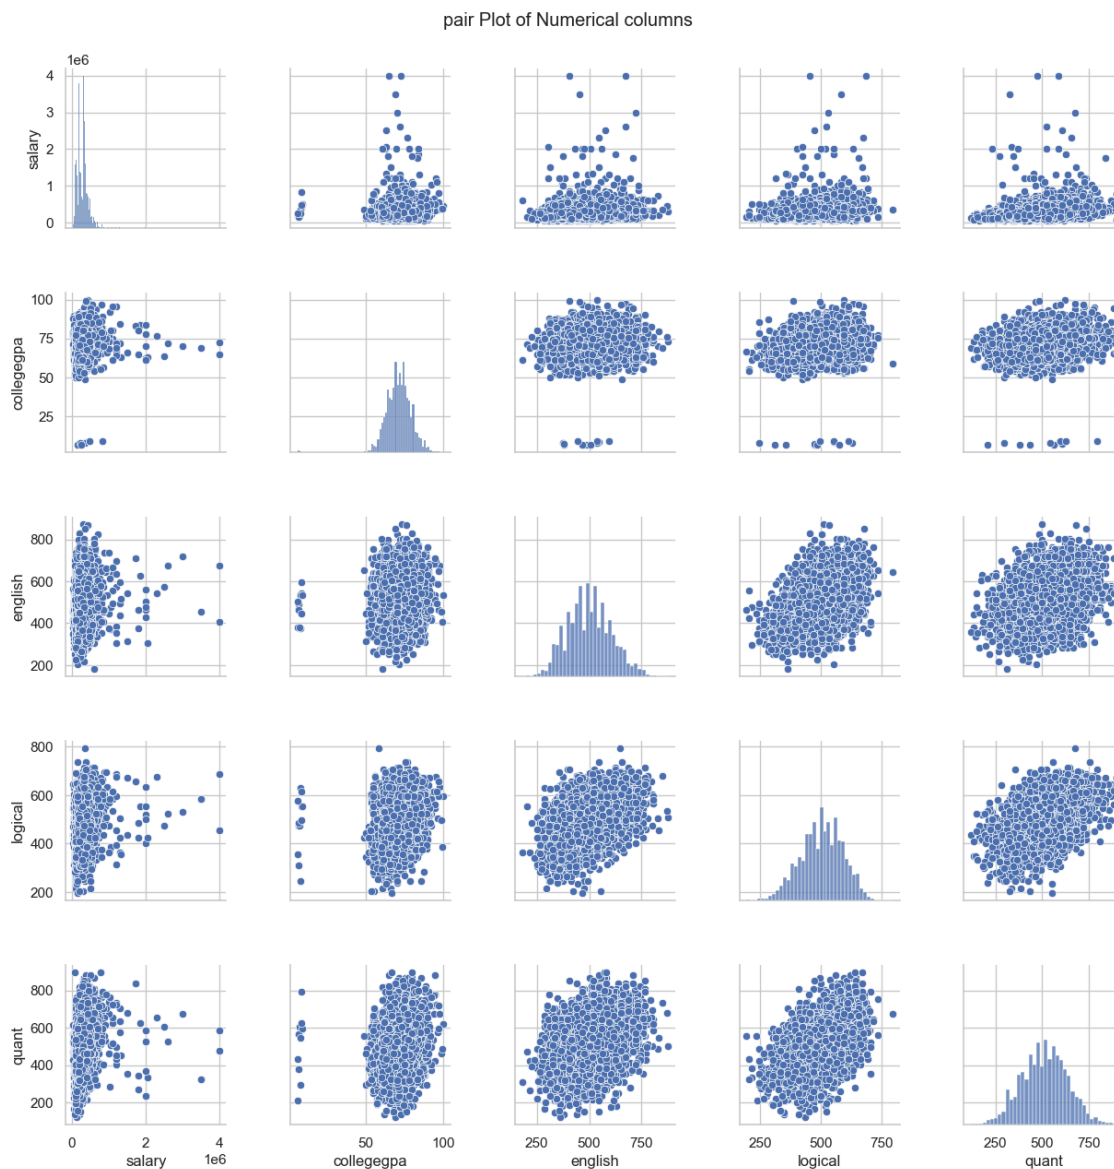 pair Plot of Numerical columns
1e6
4
3
2
1
0
salary
100
75
50
25
collegegpa
800
600
400
200
english
800
600
400
200
logical
800
600
400
200
quant
0 2 4 50 100 250 500 750 250 500 750 250 500 750
salary 1e6 collegegpa english logical quant